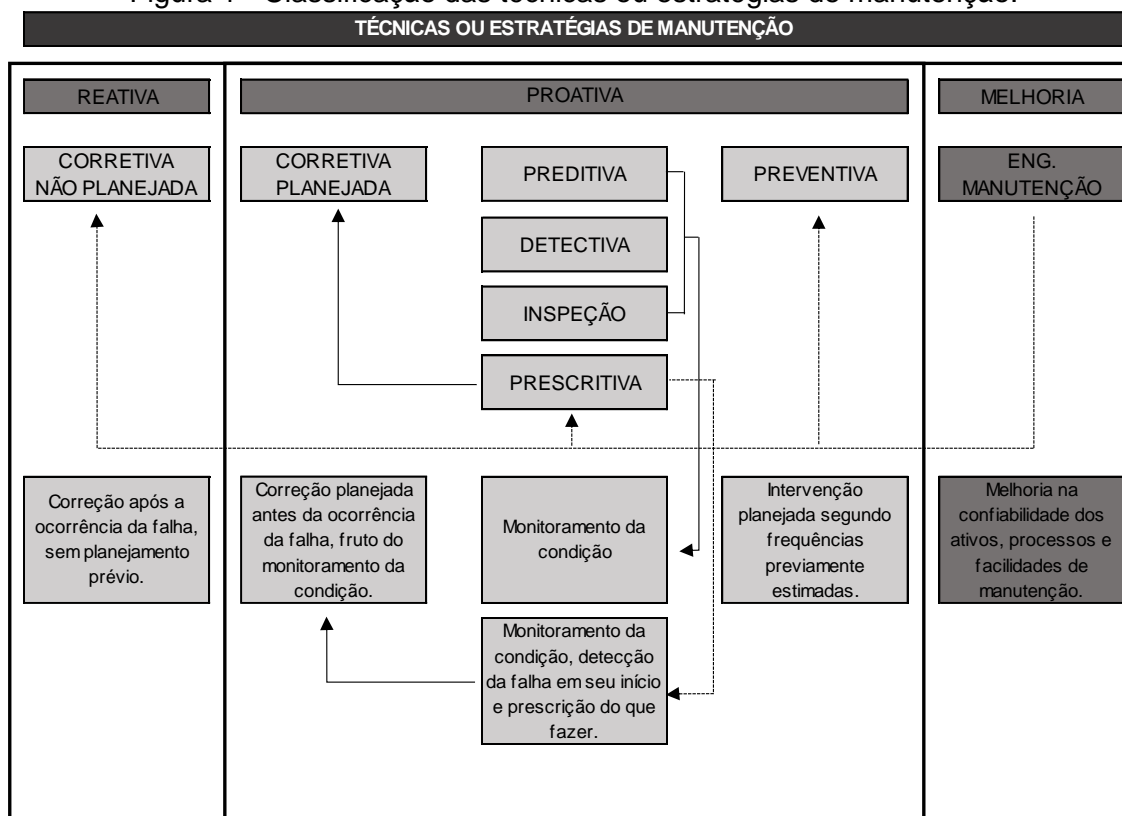 Figura 4 - Classificação das técnicas ou estratégias de manutenção.
TÉCNICAS OU ESTRATÉGIAS DE MANUTENÇÃO
REATIVA
PROATIVA
MELHORIA
CORRETIVA
NÃO PLANEJADA
CORRETIVA
PLANEJADA
PREDITIVA
PREVENTIVA
ENG.
MANUTENÇÃO
DETECTIVA
INSPEÇÃO
PRESCRITIVA
Correção após a
ocorrência da falha,
sem planejamento
prévio.
Correção planejada
antes da ocorrência
da falha, fruto do
monitoramento da
condição.
Monitoramento da
condição
Intervenção
planejada segundo
frequências
previamente
estimadas.
Melhoria na
confiabilidade dos
ativos, processos e
facilidades de
manutenção.
Monitoramento da
condição, detecção
da falha em seu início
e prescrição do que
fazer.